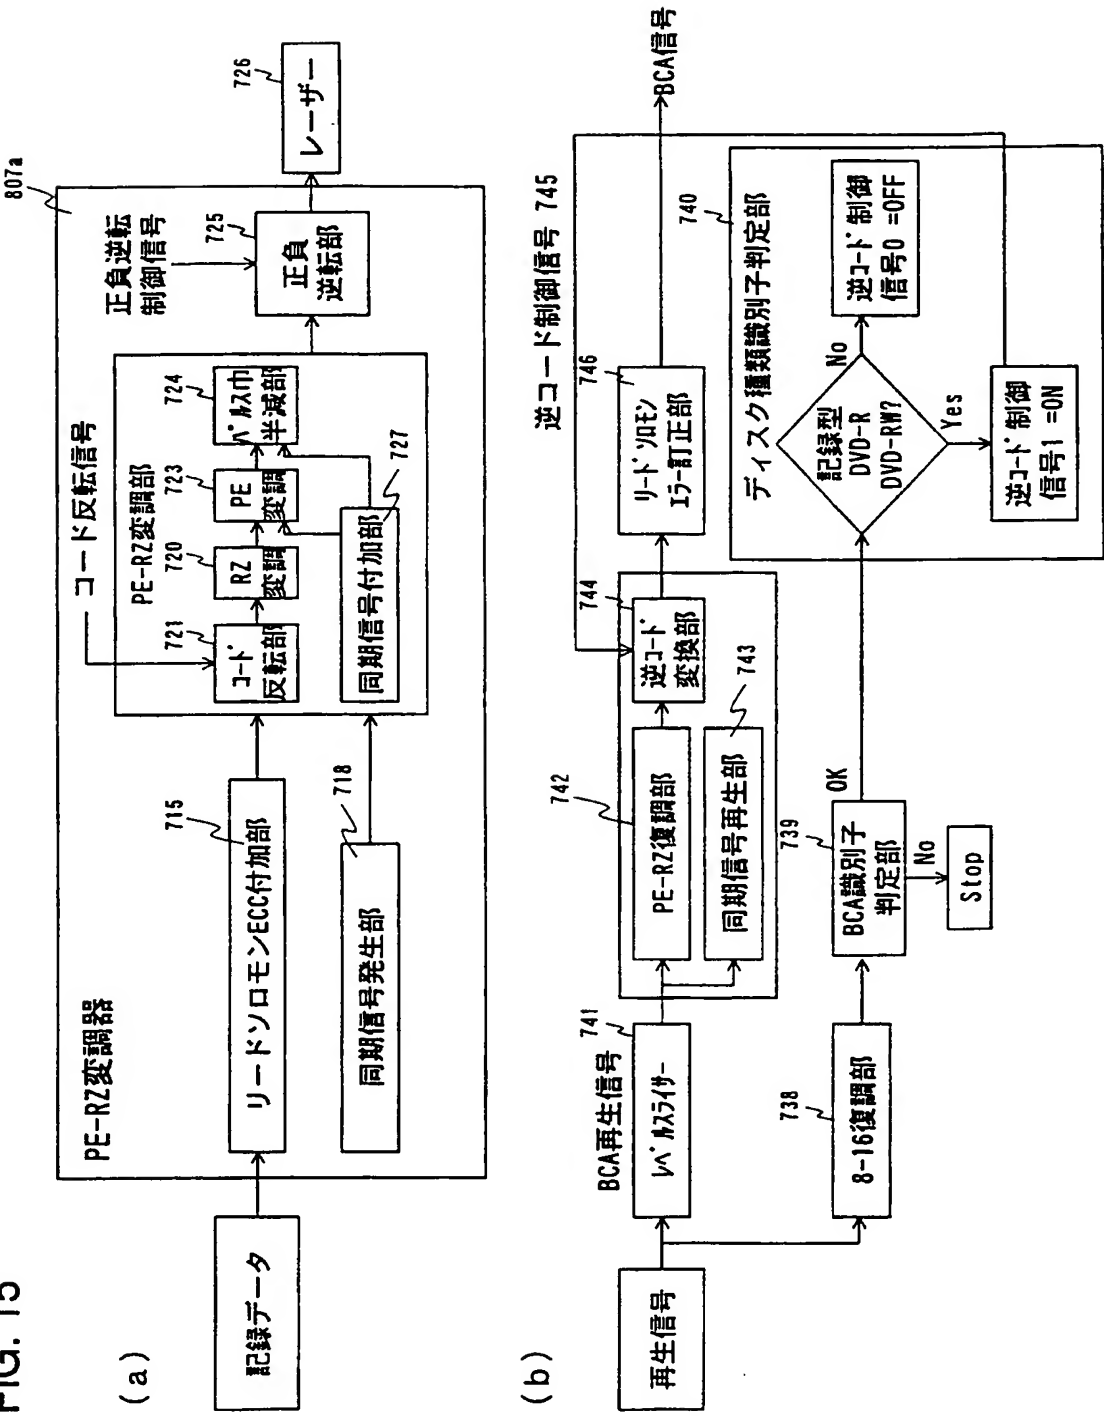 FIG. 15
(a)
807a
PE-RZ変調器
記録データ
715
リードソロモンECC付加部
718
同期信号発生部
コード反転信号
PE-RZ変調部
721
コード
反転部
720
RZ
変調
723
PE
変調
724
パルス巾
半減部
727
同期信号付加部
正負逆転
制御信号
725
正負
逆転部
726
レーザー
(b)
再生信号
BCA再生信号
741
レベルスライサー
742
PE-RZ復調部
743
同期信号再生部
744
逆コード
変換部
逆コード制御信号 745
746
リードソロモン
エラー訂正部
BCA信号
738
8-16復調部
739
BCA識別子
判定部
OK
No
Stop
740
ディスク種類識別子判定部
記録型
DVD-R
DVD-RW?
No
逆コード制御
信号0 =OFF
Yes
逆コード制御
信号1 =ON